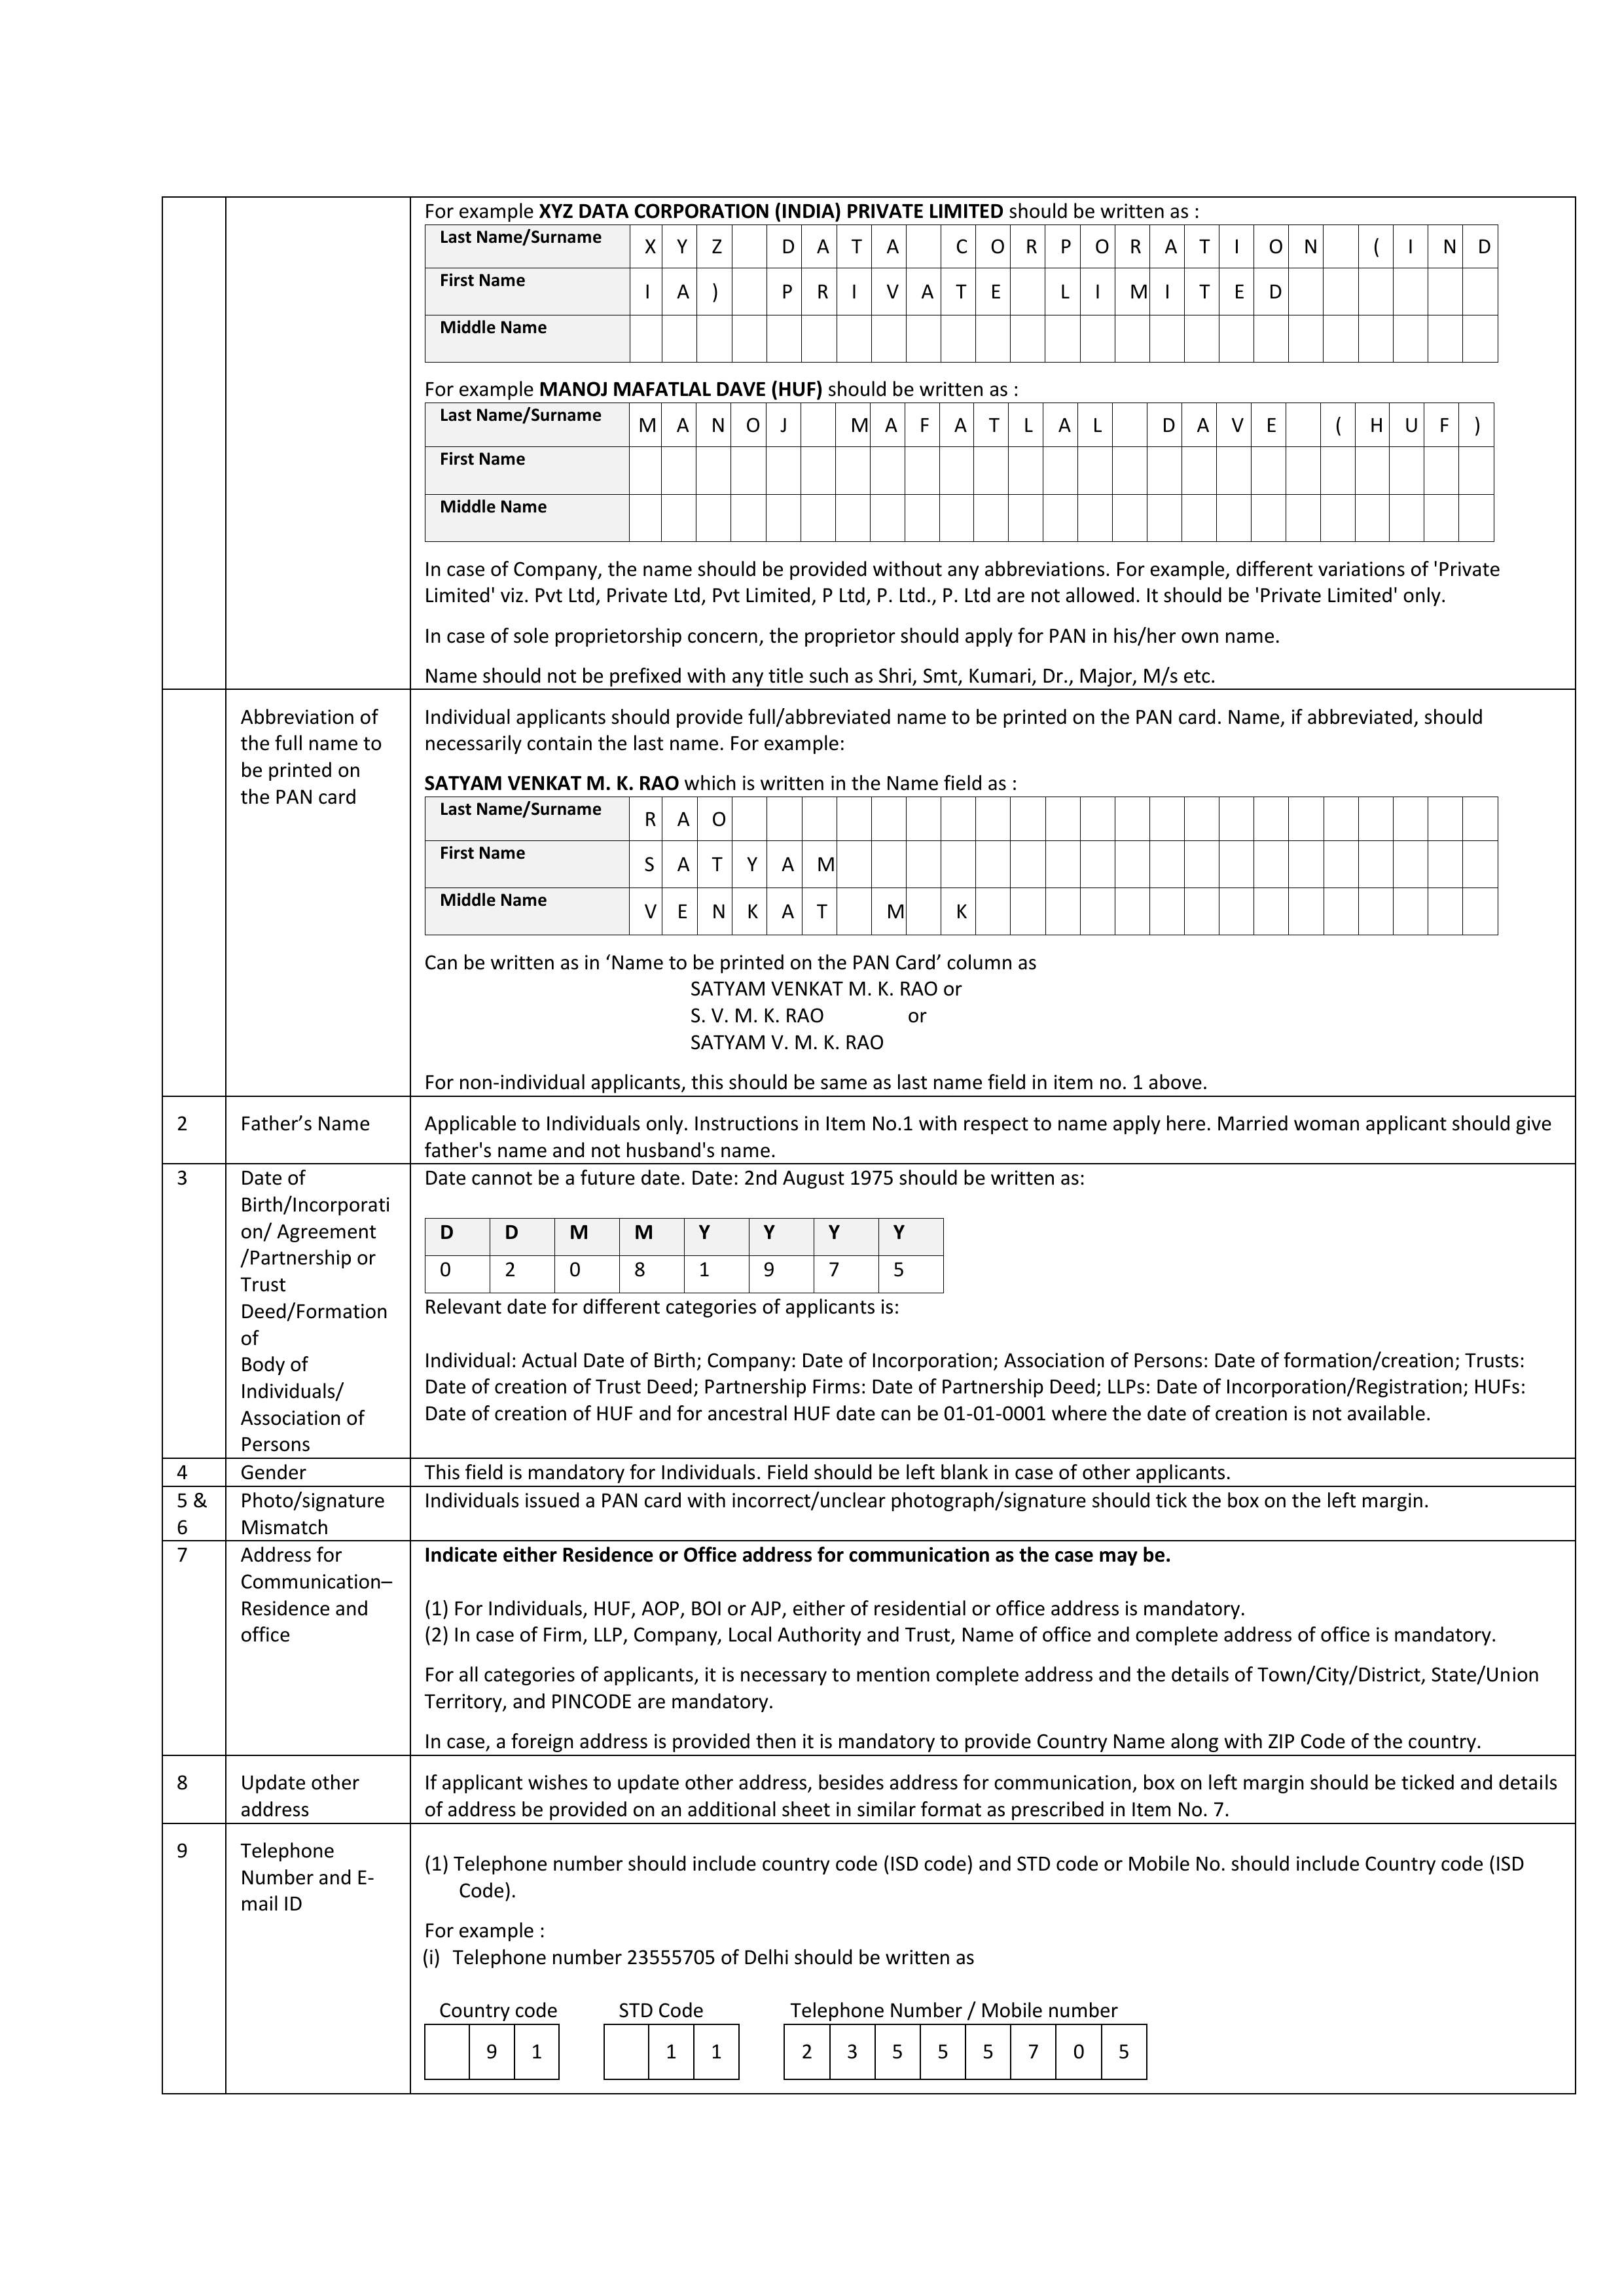 For example XYZ DATA CORPORATION (INDIA) PRIVATE LIMITED should be written as :
Last Name/Surname X Y Z D A T A C O R P O R A T I O N ( I N D
First Name I A ) P R I V A T E L I M I T E D
Middle Name
For example MANOJ MAFATLAL DAVE (HUF) should be written as :
Last Name/Surname M A N O J M A F A T L A L D A V E ( H U F )
First Name
Middle Name
In case of Company, the name should be provided without any abbreviations. For example, different variations of 'Private
Limited' viz. Pvt Ltd, Private Ltd, Pvt Limited, P Ltd, P. Ltd., P. Ltd are not allowed. It should be 'Private Limited' only.
In case of sole proprietorship concern, the proprietor should apply for PAN in his/her own name.
Name should not be prefixed with any title such as Shri, Smt, Kumari, Dr., Major, M/s etc.
Abbreviation of
the full name to
be printed on
the PAN card
Individual applicants should provide full/abbreviated name to be printed on the PAN card. Name, if abbreviated, should
necessarily contain the last name. For example:
SATYAM VENKAT M. K. RAO which is written in the Name field as :
Last Name/Surname R A O
First Name S A T Y A M
Middle Name V E N K A T M K
Can be written as in ‘Name to be printed on the PAN Card’ column as
SATYAM VENKAT M. K. RAO or
S. V. M. K. RAO or
SATYAM V. M. K. RAO
For non-individual applicants, this should be same as last name field in item no. 1 above.
2 Father’s Name
Applicable to Individuals only. Instructions in Item No.1 with respect to name apply here. Married woman applicant should give
father's name and not husband's name.
3 Date of
Birth/Incorporati
on/ Agreement
/Partnership or
Trust
Deed/Formation
of
Body of
Individuals/
Association of
Persons
Date cannot be a future date. Date: 2nd August 1975 should be written as:
D D M M Y Y Y Y
0 2 0 8 1 9 7 5
Relevant date for different categories of applicants is:
Individual: Actual Date of Birth; Company: Date of Incorporation; Association of Persons: Date of formation/creation; Trusts:
Date of creation of Trust Deed; Partnership Firms: Date of Partnership Deed; LLPs: Date of Incorporation/Registration; HUFs:
Date of creation of HUF and for ancestral HUF date can be 01-01-0001 where the date of creation is not available.
4 Gender This field is mandatory for Individuals. Field should be left blank in case of other applicants.
5 &
6
Photo/signature
Mismatch
Individuals issued a PAN card with incorrect/unclear photograph/signature should tick the box on the left margin.
7 Address for
Communication–
Residence and
office
Indicate either Residence or Office address for communication as the case may be.
(1) For Individuals, HUF, AOP, BOI or AJP, either of residential or office address is mandatory.
(2) In case of Firm, LLP, Company, Local Authority and Trust, Name of office and complete address of office is mandatory.
For all categories of applicants, it is necessary to mention complete address and the details of Town/City/District, State/Union
Territory, and PINCODE are mandatory.
In case, a foreign address is provided then it is mandatory to provide Country Name along with ZIP Code of the country.
8 Update other
address
If applicant wishes to update other address, besides address for communication, box on left margin should be ticked and details
of address be provided on an additional sheet in similar format as prescribed in Item No. 7.
9 Telephone
Number and E-
mail ID
(1) Telephone number should include country code (ISD code) and STD code or Mobile No. should include Country code (ISD
Code).
For example :
(i) Telephone number 23555705 of Delhi should be written as
Country code STD Code Telephone Number / Mobile number
9 1 1 1 2 3 5 5 5 7 0 5